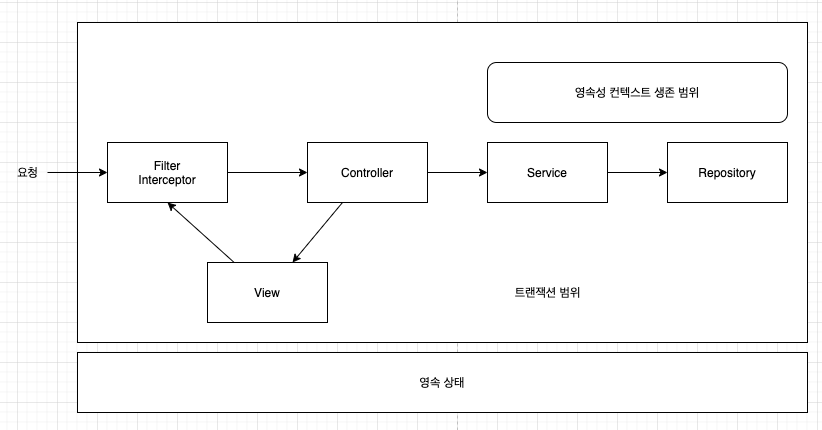 영속성 컨텍스트 생존 범위
요청
Filter
Interceptor
Controller
Service
Repository
View
트랜잭션 범위
영속 상태